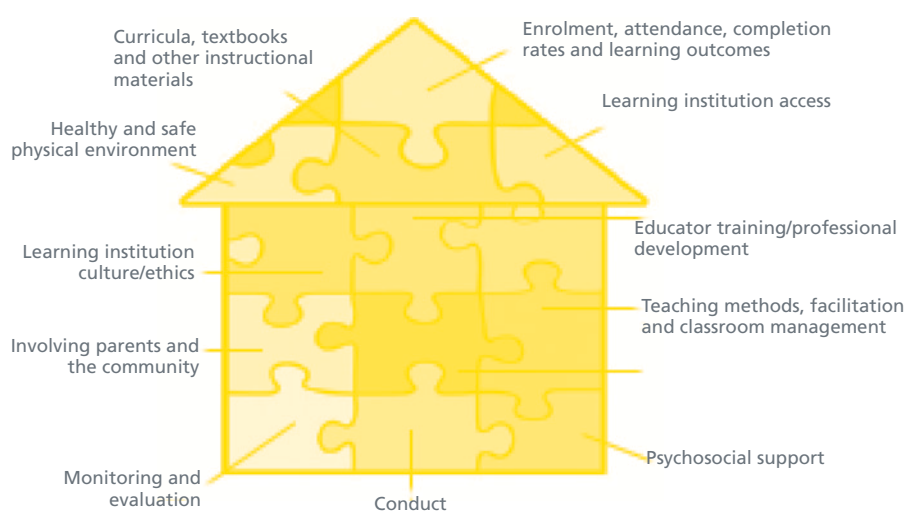 Curricula, textbooks
and other instructional
materials
Enrolment, attendance, completion
rates and learning outcomes
Learning institution access
Healthy and safe
physical environment
Educator training/professional
development
Learning institution
culture/ethics
Teaching methods, facilitation
and classroom management
Involving parents and
the community
Psychosocial support
Monitoring and
evaluation
Conduct